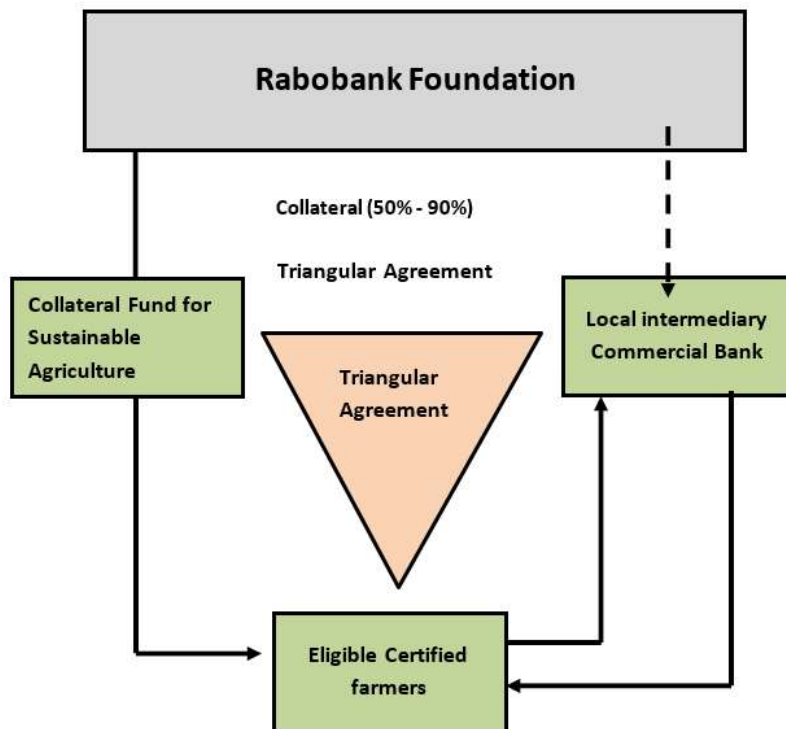 Rabobank Foundation
Collateral (50% - 90%)
Triangular Agreement
Collateral Fund for
Sustainable
Agriculture
Local intermediary
Commercial Bank
Triangular
Agreement
Eligible Certified
farmers